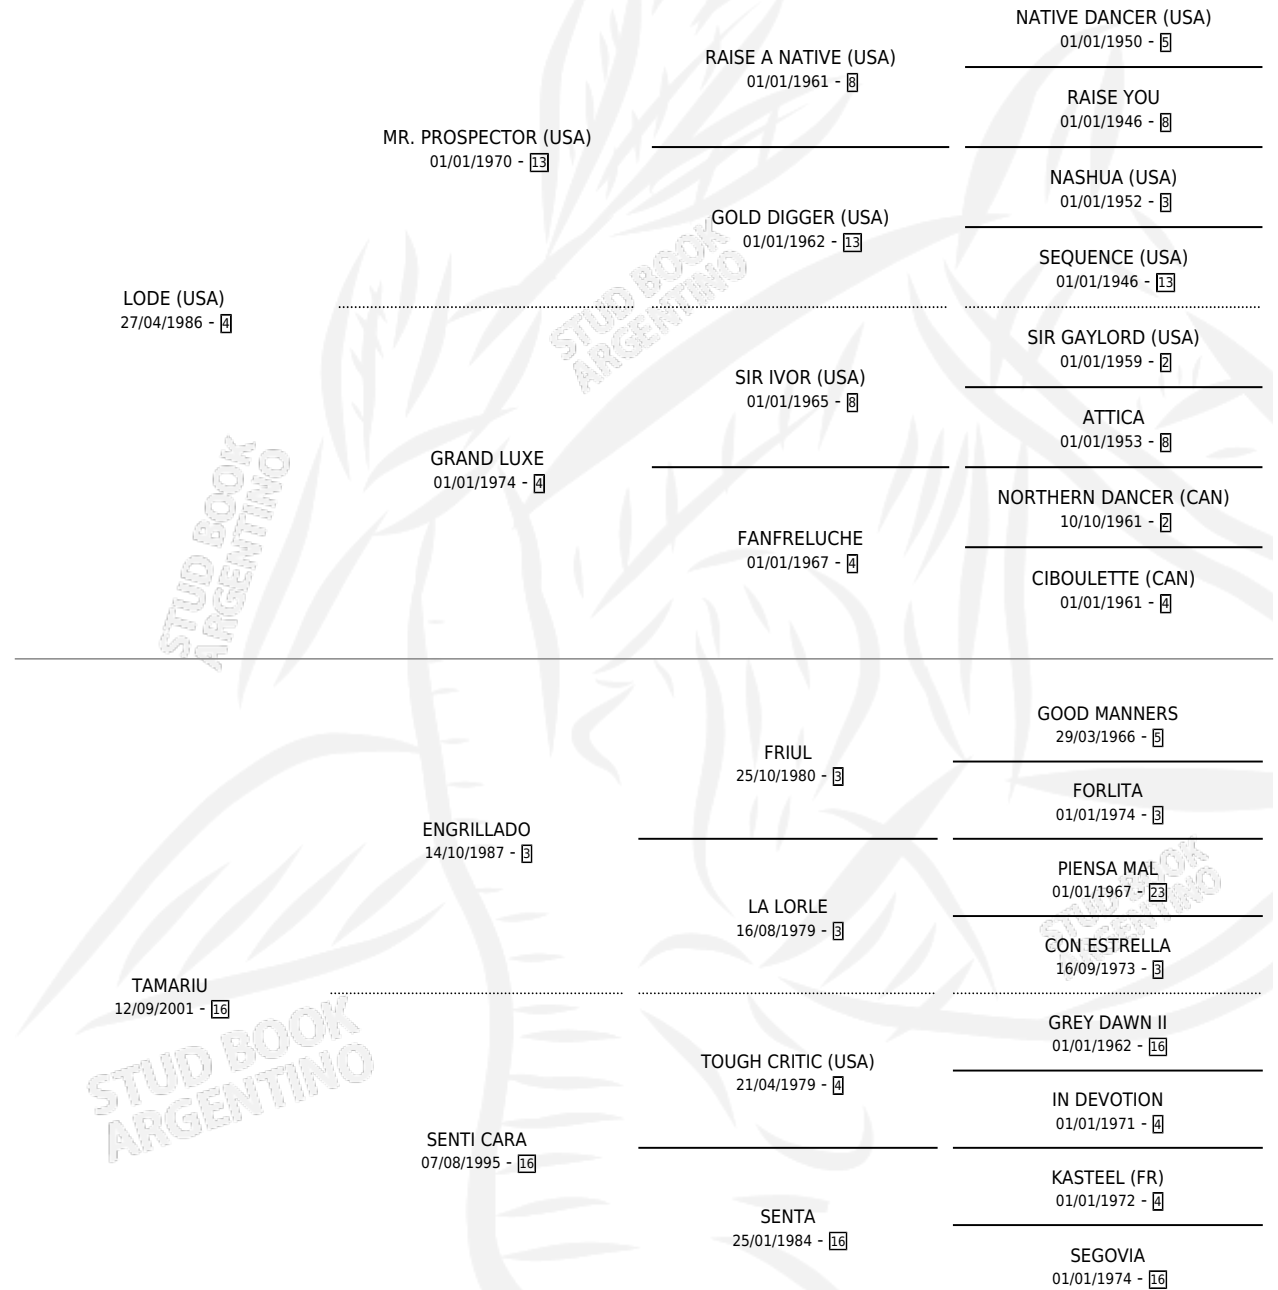 NATIVE DANCER (USA)
01/01/1950 - 5
RAISE A NATIVE (USA)
01/01/1961 - 8
RAISE YOU
01/01/1946 - 8
MR. PROSPECTOR (USA)
01/01/1970 - 13
NASHUA (USA)
01/01/1952 - 3
GOLD DIGGER (USA)
01/01/1962 - 13
SEQUENCE (USA)
01/01/1946 - 13
LODE (USA)
27/04/1986 - 4
SIR GAYLORD (USA)
01/01/1959 - 2
SIR IVOR (USA)
01/01/1965 - 8
ATTICA
01/01/1953 - 8
GRAND LUXE
01/01/1974 - 4
NORTHERN DANCER (CAN)
10/10/1961 - 2
FANFRELUCHE
01/01/1967 - 4
CIBOULETTE (CAN)
01/01/1961 - 4
GOOD MANNERS
29/03/1966 - 5
FRIUL
25/10/1980 - 3
FORLITA
01/01/1974 - 3
ENGRILLADO
14/10/1987 - 3
PIENSA MAL
01/01/1967 - 23
LA LORLE
16/08/1979 - 3
CON ESTRELLA
16/09/1973 - 3
TAMARIU
12/09/2001 - 16
GREY DAWN II
01/01/1962 - 16
TOUGH CRITIC (USA)
21/04/1979 - 4
IN DEVOTION
01/01/1971 - 4
SENTI CARA
07/08/1995 - 16
KASTEEL (FR)
01/01/1972 - 4
SENTA
25/01/1984 - 16
SEGOVIA
01/01/1974 - 16
STUD BOOK
ARGENTINO
STUD BOOK
ARGENTINO
STUD BOOK
ARGENTINO
STUD BOOK
ARGENTINO